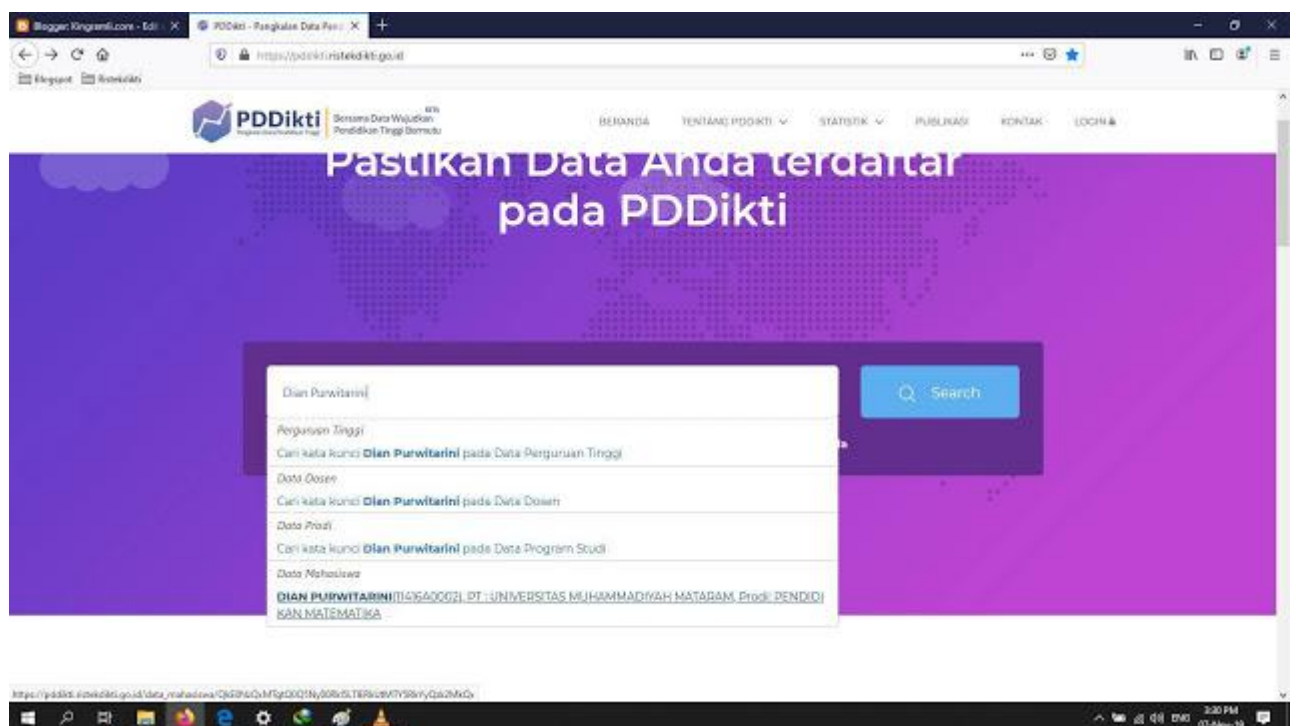 Blogger: Kingramli.com - Edit
PDDikti - Pangkalan Data Pen
https://pddikti.ristekdikti.go.id
Blogspot Ristekdikti
PDDikti
Bersama Data Wujudkan
Pendidikan Tinggi Bermutu
BERANDA TENTANG PDDIKTI STATISTIK PUBLIKASI KONTAK LOGIN
Pastikan Data Anda terdaftar
pada PDDikti
Dian Purwitarini
Search
Perguruan Tinggi
Cari kata kunci Dian Purwitarini pada Data Perguruan Tinggi
Data Dosen
Cari kata kunci Dian Purwitarini pada Data Dosen
Data Prodi
Cari kata kunci Dian Purwitarini pada Data Program Studi
Data Mahasiswa
DIAN PURWITARINI(11416A0002), PT : UNIVERSITAS MUHAMMADIYAH MATARAM, Prodi: PENDIDI
KAN MATEMATIKA
ENG
3:30 PM